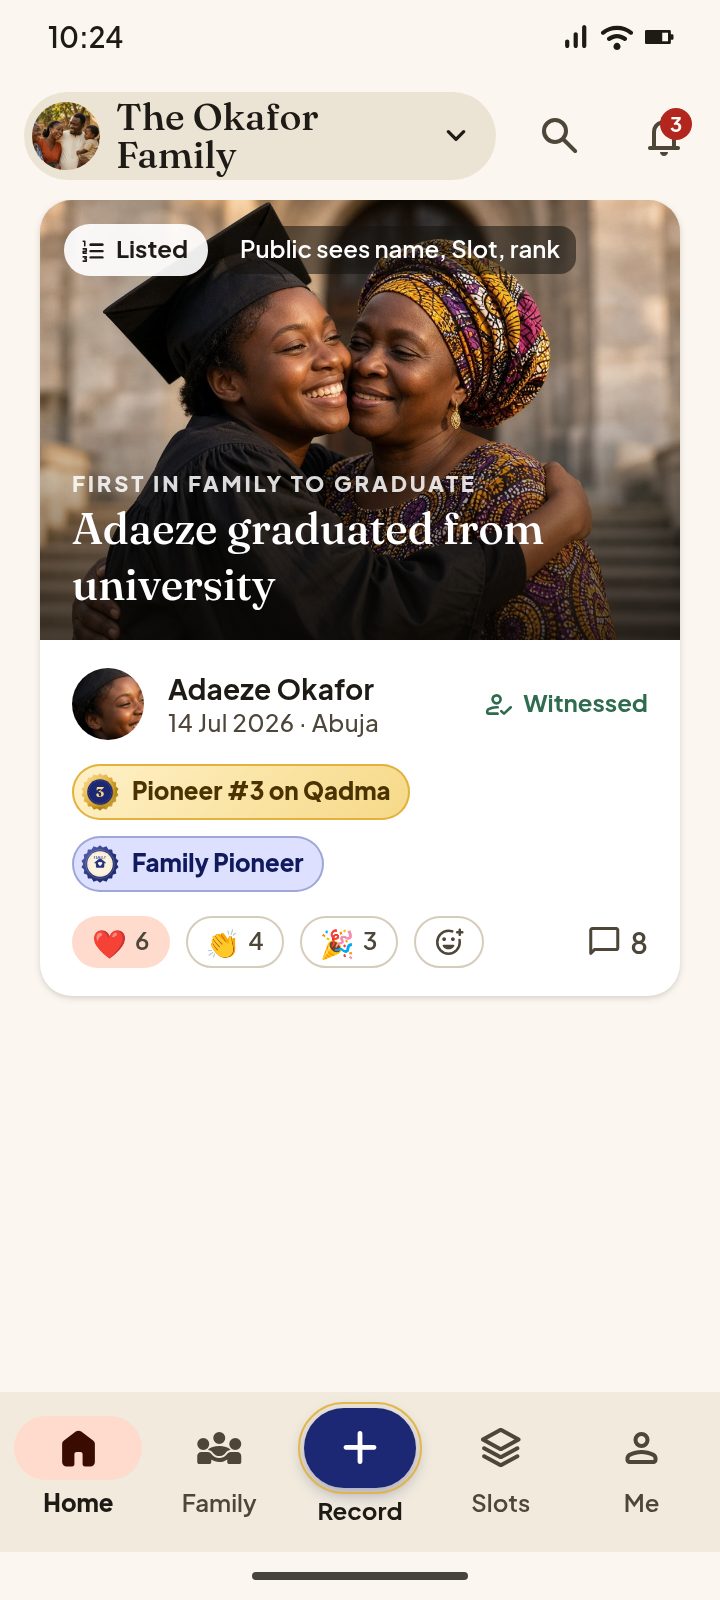 10:24
The Okafor
Family
3
Listed
Public sees name, Slot, rank
FIRST IN FAMILY TO GRADUATE
Adaeze graduated from
university
Adaeze Okafor
14 Jul 2026 · Abuja
Witnessed
3
Pioneer #3 on Qadma
Family Pioneer
❤️ 6
👏 4
🎉 3
8
Home
Family
Record
Slots
Me